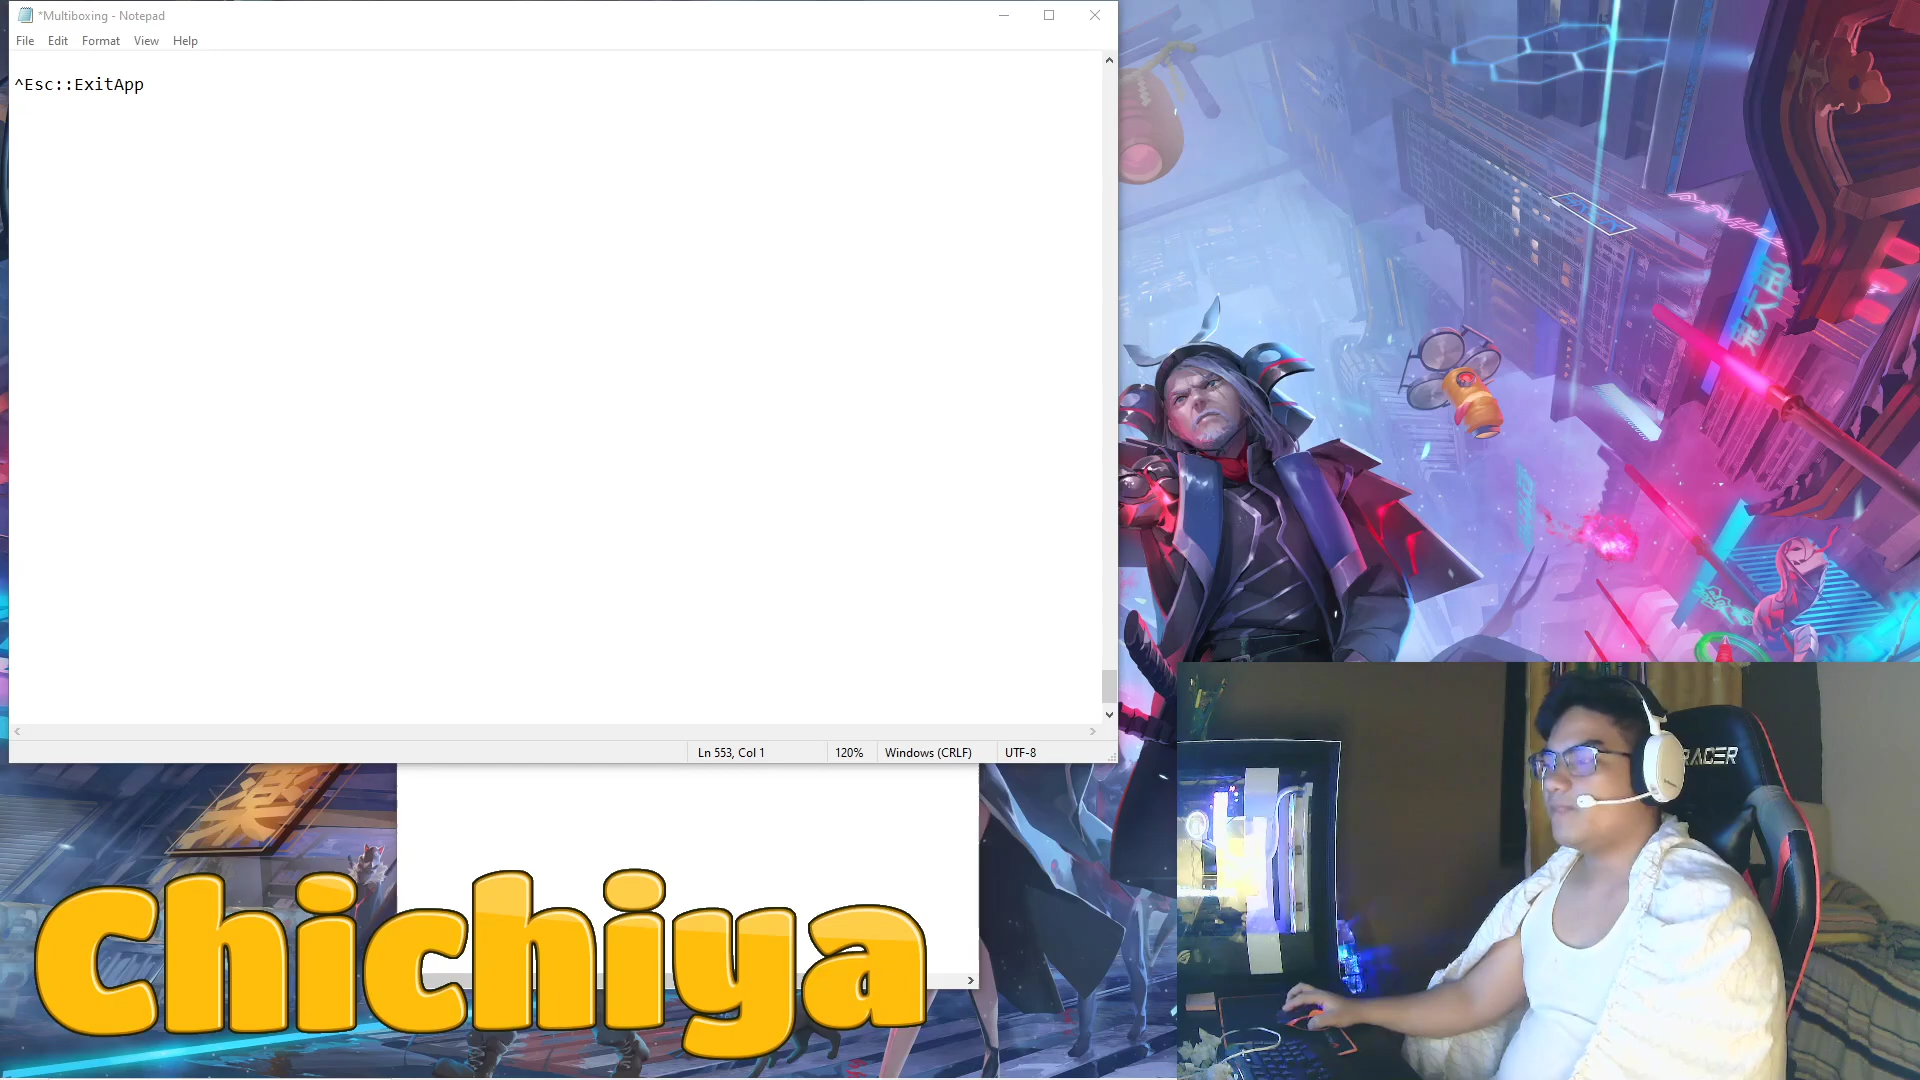 *Multiboxing - Notepad
File Edit Format View Help
^Esc::ExitApp
Ln 553, Col 1 120% Windows (CRLF) UTF-8
楽
Chichiya
RACER